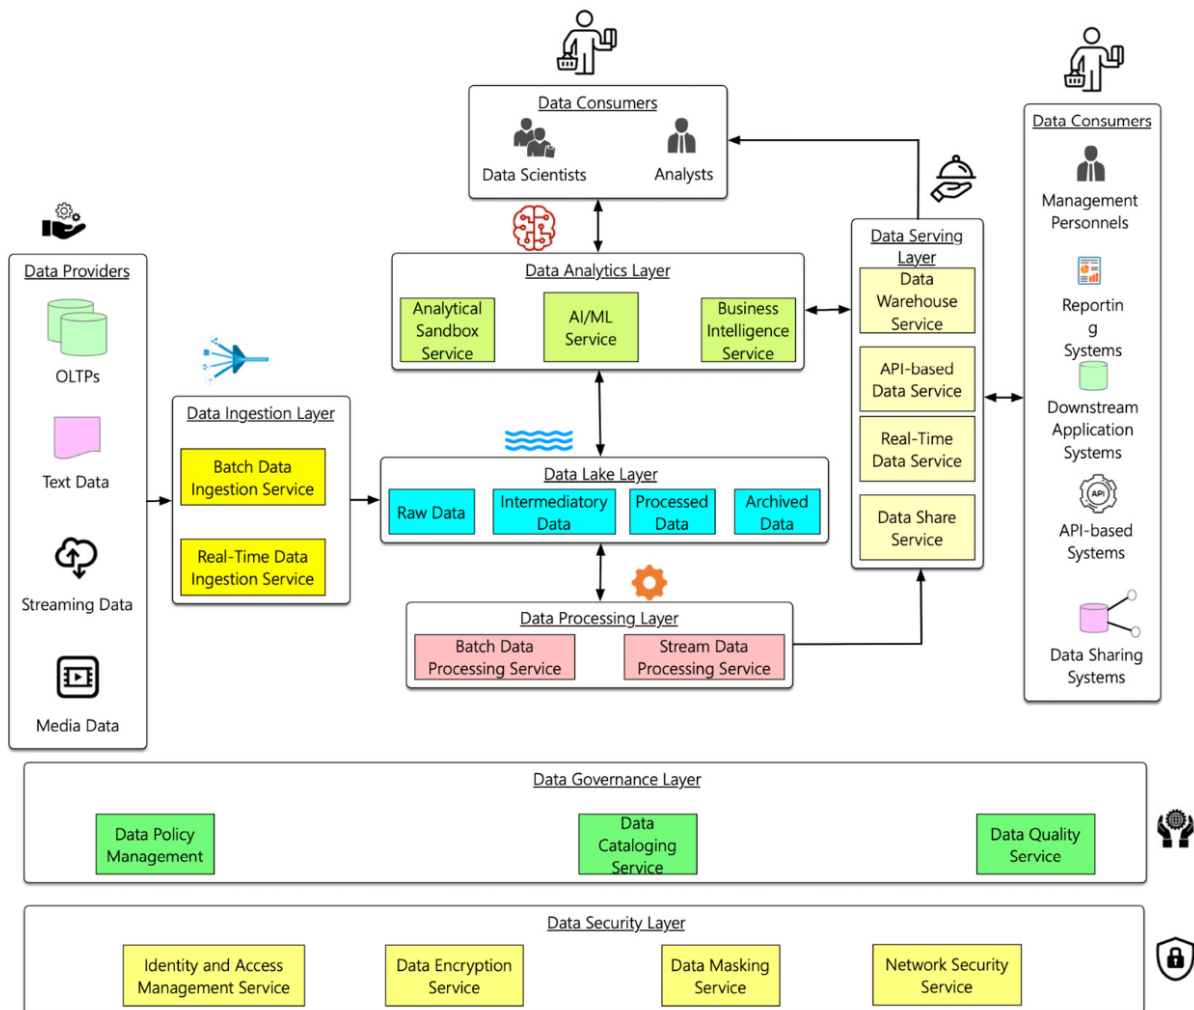 Data Consumers
Data Scientists
Analysts
Data Consumers
Management
Personnels
Reportin
g
Systems
Downstream
Application
Systems
API
API-based
Systems
Data Sharing
Systems
Data Serving
Layer
Data
Warehouse
Service
API-based
Data Service
Real-Time
Data Service
Data Share
Service
Data Analytics Layer
Analytical
Sandbox
Service
AI/ML
Service
Business
Intelligence
Service
Data Providers
OLTPs
Text Data
Streaming Data
Media Data
Data Ingestion Layer
Batch Data
Ingestion Service
Real-Time Data
Ingestion Service
Data Lake Layer
Raw Data
Intermediatory
Data
Processed
Data
Archived
Data
Data Processing Layer
Batch Data
Processing Service
Stream Data
Processing Service
Data Governance Layer
Data Policy
Management
Data
Cataloging
Service
Data Quality
Service
Data Security Layer
Identity and Access
Management Service
Data Encryption
Service
Data Masking
Service
Network Security
Service